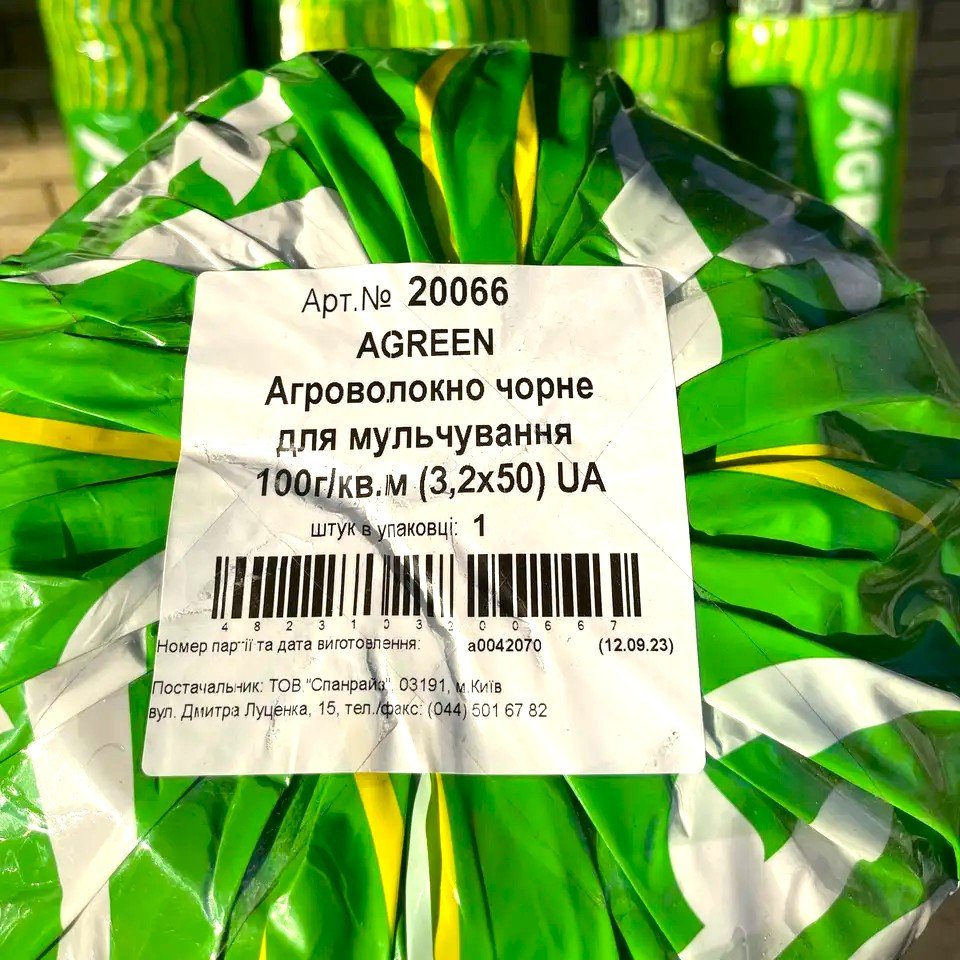 Арт.№ 20066
AGREEN
Агроволокно чорне
для мульчування
100г/кв.м (3,2х50) UA
штук в упаковці: 1
4823103200667
Номер партії та дата виготовлення: a0042070 (12.09.23)
Постачальник: ТОВ "Спанрайз", 03191, м.Київ
вул. Дмитра Луценка, 15, тел./факс: (044) 501 67 82